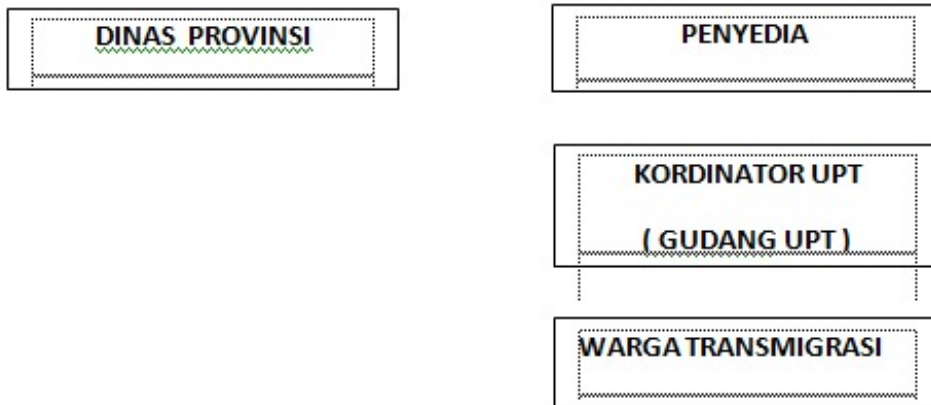 DINAS PROVINSI
PENYEDIA
KORDINATOR UPT
( GUDANG UPT )
WARGA TRANSMIGRASI